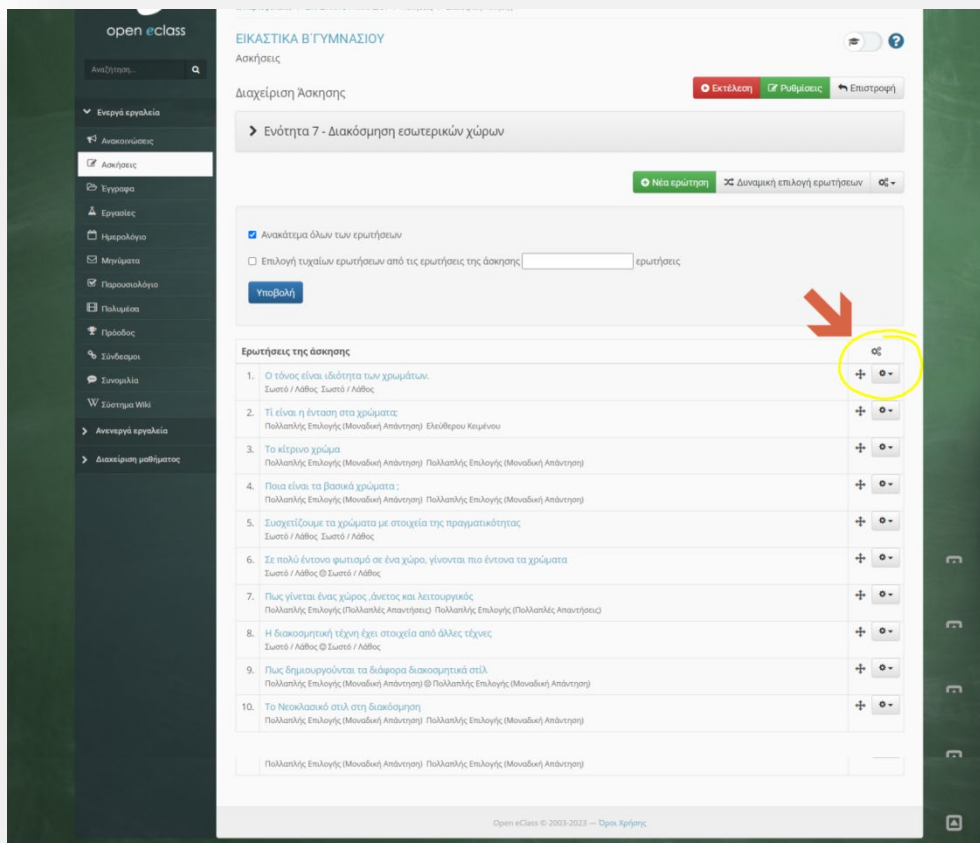 open eclass
ΕΙΚΑΣΤΙΚΑ Β΄ΓΥΜΝΑΣΙΟΥ
Ασκήσεις
Αναζήτηση...
Διαχείριση Άσκησης
Εκτέλεση Ρυθμίσεις Επιστροφή
Ενεργά εργαλεία
Ανακοινώσεις
Ασκήσεις
Έγγραφα
Εργασίες
Ημερολόγιο
Μηνύματα
Παρουσιολόγιο
Πολυμέσα
Πρόοδος
Σύνδεσμοι
Συνομιλία
Σύστημα Wiki
Ανενεργά εργαλεία
Διαχείριση μαθήματος
Ενότητα 7 - Διακόσμηση εσωτερικών χώρων
Νέα ερώτηση Δυναμική επιλογή ερωτήσεων
Ανακάτεμα όλων των ερωτήσεων
Επιλογή τυχαίων ερωτήσεων από τις ερωτήσεις της άσκησης ερωτήσεις
Υποβολή
Ερωτήσεις της άσκησης
1. Ο τόνος είναι ιδιότητα των χρωμάτων.
Σωστό / Λάθος Σωστό / Λάθος
2. Τί είναι η ένταση στα χρώματα;
Πολλαπλής Επιλογής (Μοναδική Απάντηση) Ελεύθερου Κειμένου
3. Το κίτρινο χρώμα
Πολλαπλής Επιλογής (Μοναδική Απάντηση) Πολλαπλής Επιλογής (Μοναδική Απάντηση)
4. Ποια είναι τα βασικά χρώματα ;
Πολλαπλής Επιλογής (Μοναδική Απάντηση) Πολλαπλής Επιλογής (Μοναδική Απάντηση)
5. Συσχετίζουμε τα χρώματα με στοιχεία της πραγματικότητας
Σωστό / Λάθος Σωστό / Λάθος
6. Σε πολύ έντονο φωτισμό σε ένα χώρο, γίνονται πιο έντονα τα χρώματα
Σωστό / Λάθος Σωστό / Λάθος
7. Πως γίνεται ένας χώρος ,άνετος και λειτουργικός
Πολλαπλής Επιλογής (Πολλαπλές Απαντήσεις) Πολλαπλής Επιλογής (Πολλαπλές Απαντήσεις)
8. Η διακοσμητική τέχνη έχει στοιχεία από άλλες τέχνες
Σωστό / Λάθος Σωστό / Λάθος
9. Πως δημιουργούνται τα διάφορα διακοσμητικά στίλ
Πολλαπλής Επιλογής (Μοναδική Απάντηση) Πολλαπλής Επιλογής (Μοναδική Απάντηση)
10. Το Νεοκλασικό στιλ στη διακόσμηση
Πολλαπλής Επιλογής (Μοναδική Απάντηση) Πολλαπλής Επιλογής (Μοναδική Απάντηση)
Πολλαπλής Επιλογής (Μοναδική Απάντηση) Πολλαπλής Επιλογής (Μοναδική Απάντηση)
Open eClass © 2003-2023 — Όροι Χρήσης